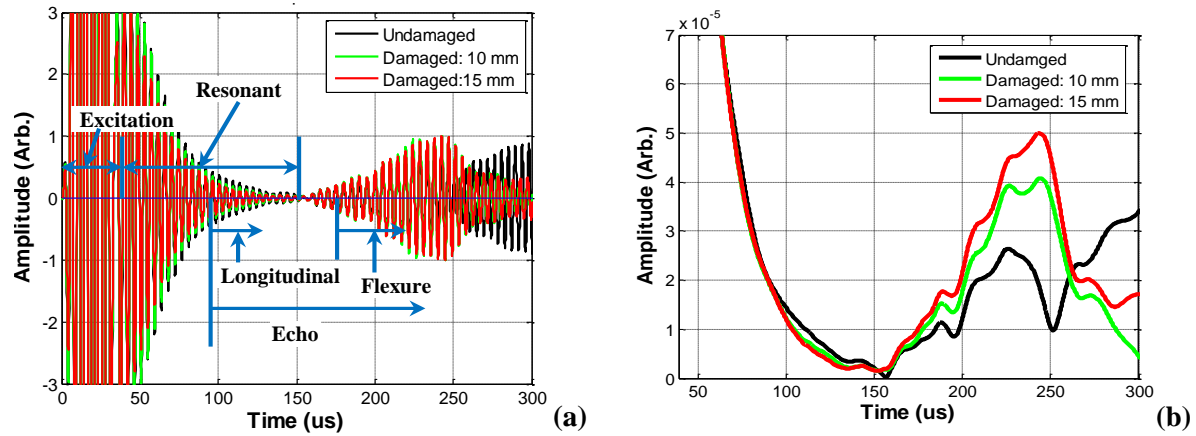 3
2
1
0
-1
-2
-3
Amplitude (Arb.)
0 50 100 150 200 250 300
Time (us)
Undamaged
Damaged: 10 mm
Damaged:15 mm
Resonant
Excitation
Longitudinal
Flexure
Echo
(a)
7 x 10^-5
6
5
4
3
2
1
0
Amplitude (Arb.)
50 100 150 200 250 300
Time (us)
Undamged
Damaged: 10 mm
Damaged: 15 mm
(b)